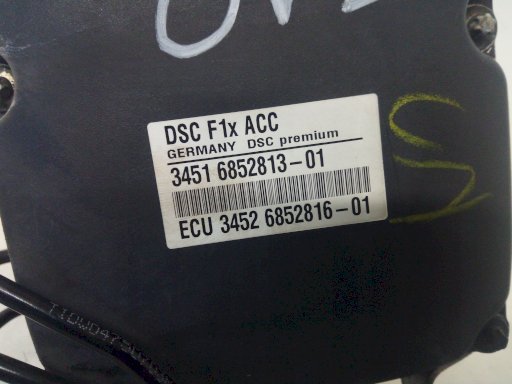 DSC F1x ACC
GERMANY DSC premium
3451 6852813-01
ECU 3452 6852816-01